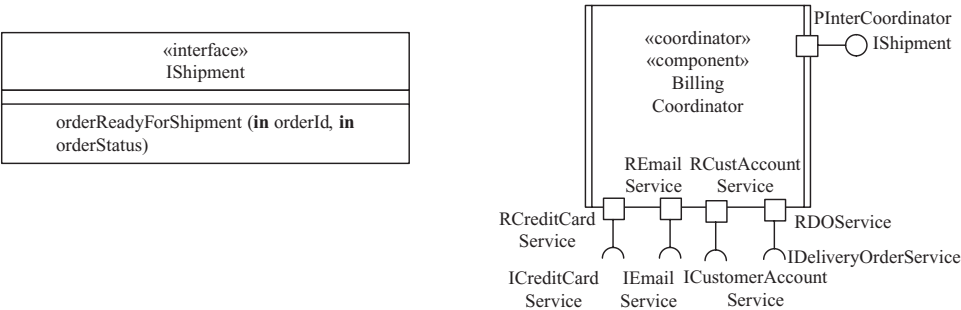 «interface»
IShipment
orderReadyForShipment (in orderId, in
orderStatus)
PInterCoordinator
IShipment
«coordinator»
«component»
Billing
Coordinator
REmail
Service
RCustAccount
Service
RCreditCard
Service
RDOService
IDeliveryOrderService
ICreditCard
Service
IEmail
Service
ICustomerAccount
Service